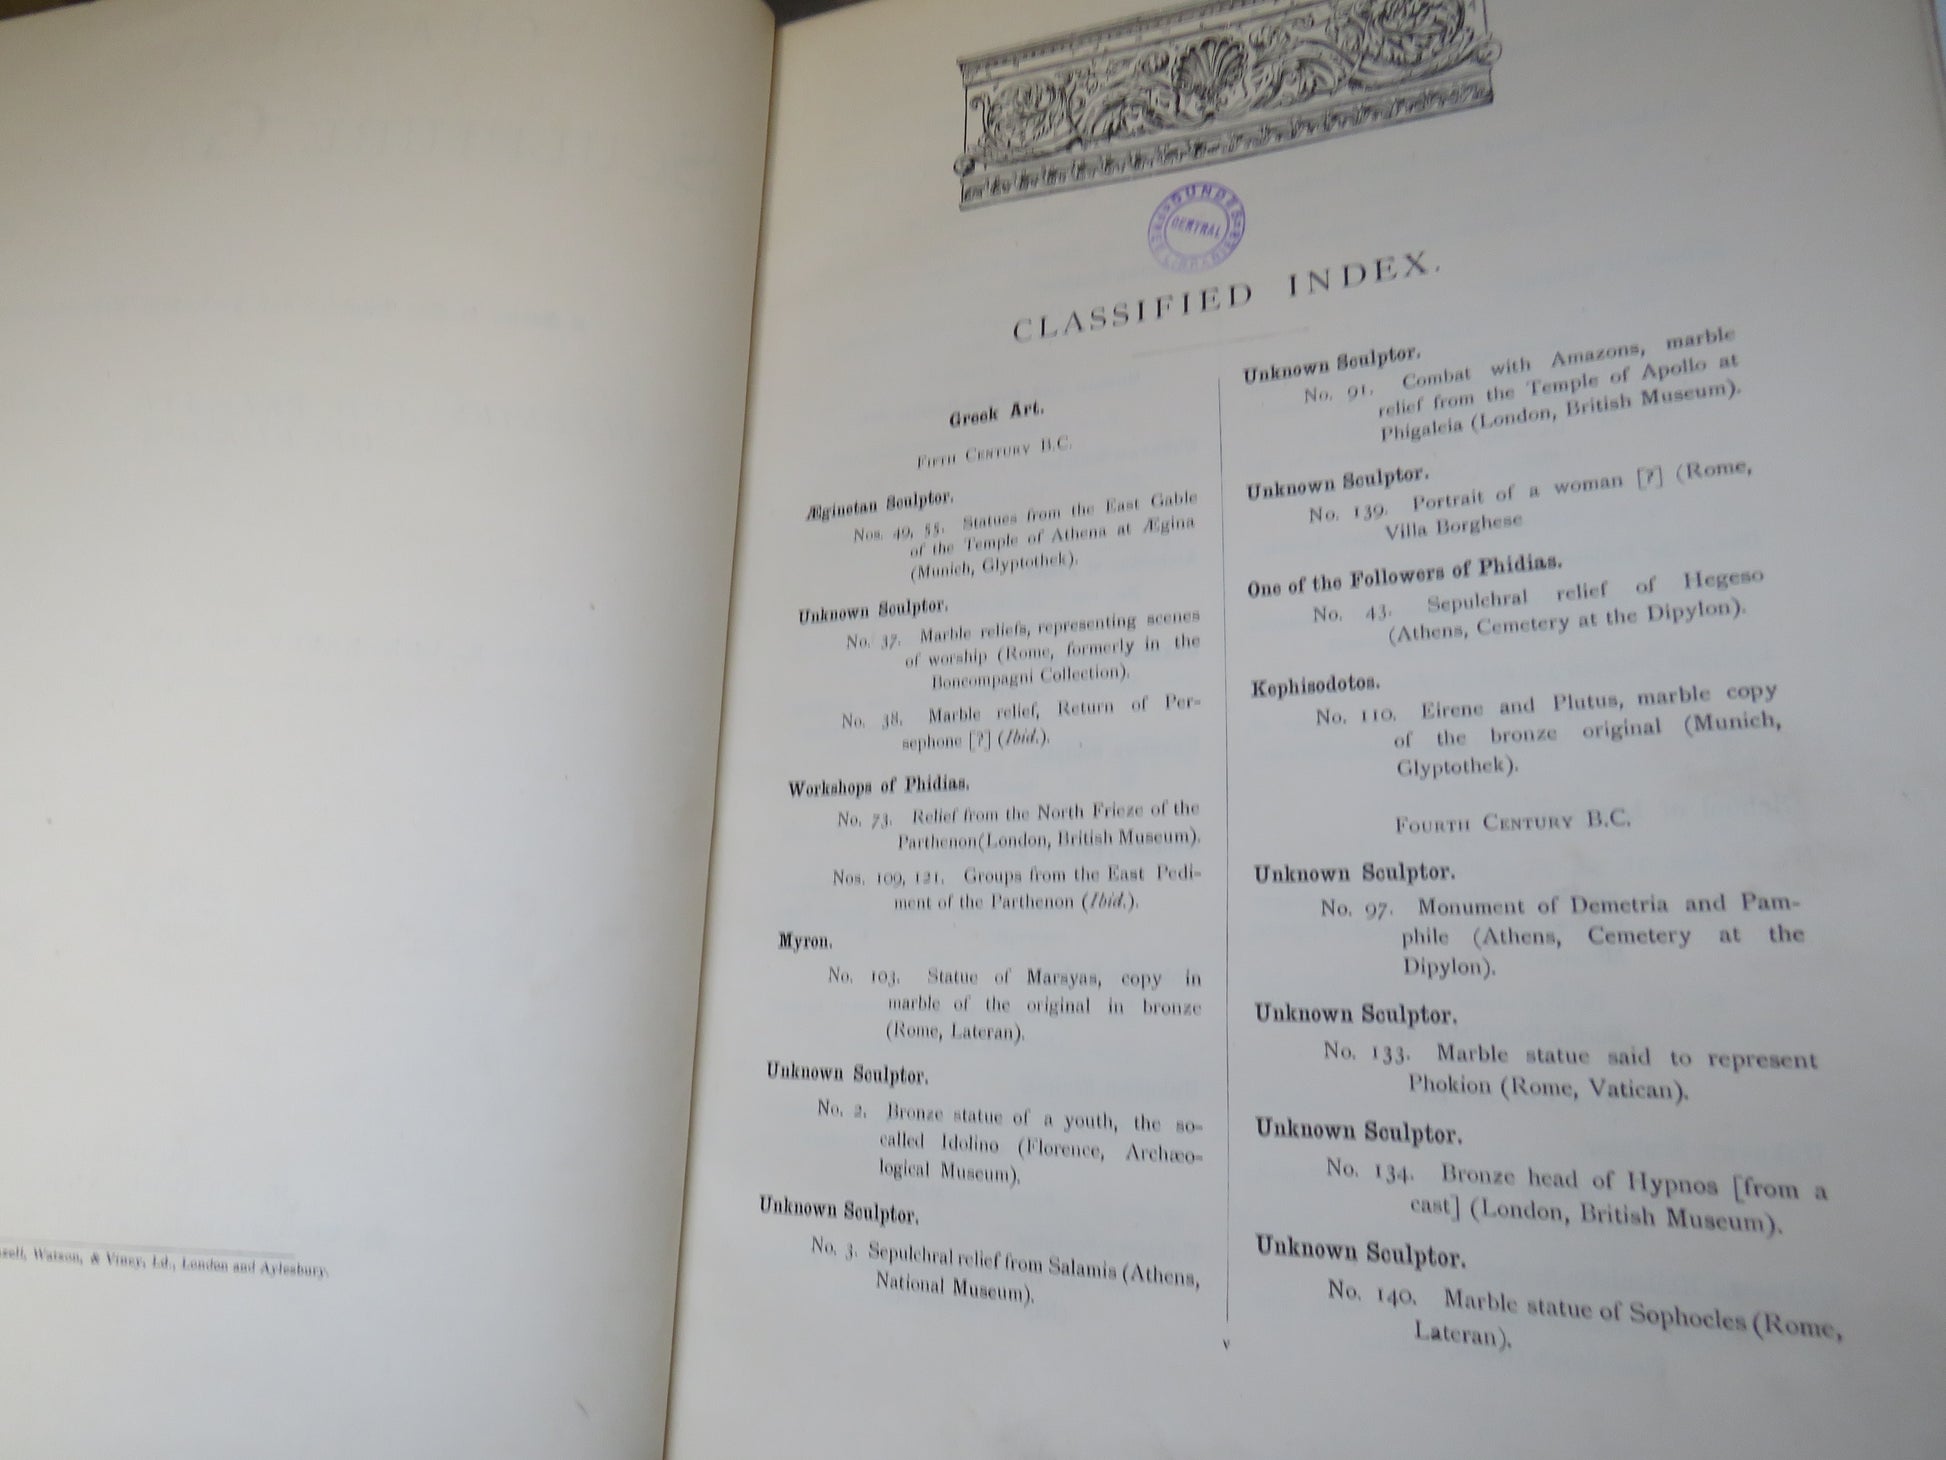 Watson, & Viney, Ld., London and Aylesbury.
DUNDEE
CENTRAL
CLASSIFIED INDEX.
Greek Art.
FIFTH CENTURY B.C.
Æginetan Sculptor.
Nos. 49, 55. Statues from the East Gable
of the Temple of Athena at Ægina
(Munich, Glyptothek).
Unknown Sculptor.
No. 37. Marble reliefs, representing scenes
of worship (Rome, formerly in the
Boncompagni Collection).
No. 38. Marble relief, Return of Per-
sephone [?] (Ibid.).
Workshops of Phidias.
No. 73. Relief from the North Frieze of the
Parthenon(London, British Museum).
Nos. 109, 121. Groups from the East Pedi-
ment of the Parthenon (Ibid.).
Myron.
No. 103. Statue of Marsyas, copy in
marble of the original in bronze
(Rome, Lateran).
Unknown Sculptor.
No. 2. Bronze statue of a youth, the so-
called Idolino (Florence, Archæo-
logical Museum).
Unknown Sculptor.
No. 3. Sepulchral relief from Salamis (Athens,
National Museum).
Unknown Sculptor.
No. 91. Combat with Amazons, marble
relief from the Temple of Apollo at
Phigaleia (London, British Museum).
Unknown Sculptor.
No. 139. Portrait of a woman [?] (Rome,
Villa Borghese
One of the Followers of Phidias.
No. 43. Sepulchral relief of Hegeso
(Athens, Cemetery at the Dipylon).
Kephisodotos.
No. 110. Eirene and Plutus, marble copy
of the bronze original (Munich,
Glyptothek).
FOURTH CENTURY B.C.
Unknown Sculptor.
No. 97. Monument of Demetria and Pam-
phile (Athens, Cemetery at the
Dipylon).
Unknown Sculptor.
No. 133. Marble statue said to represent
Phokion (Rome, Vatican).
Unknown Sculptor.
No. 134. Bronze head of Hypnos [from a
cast] (London, British Museum).
Unknown Sculptor.
No. 140. Marble statue of Sophocles (Rome,
Lateran).
v